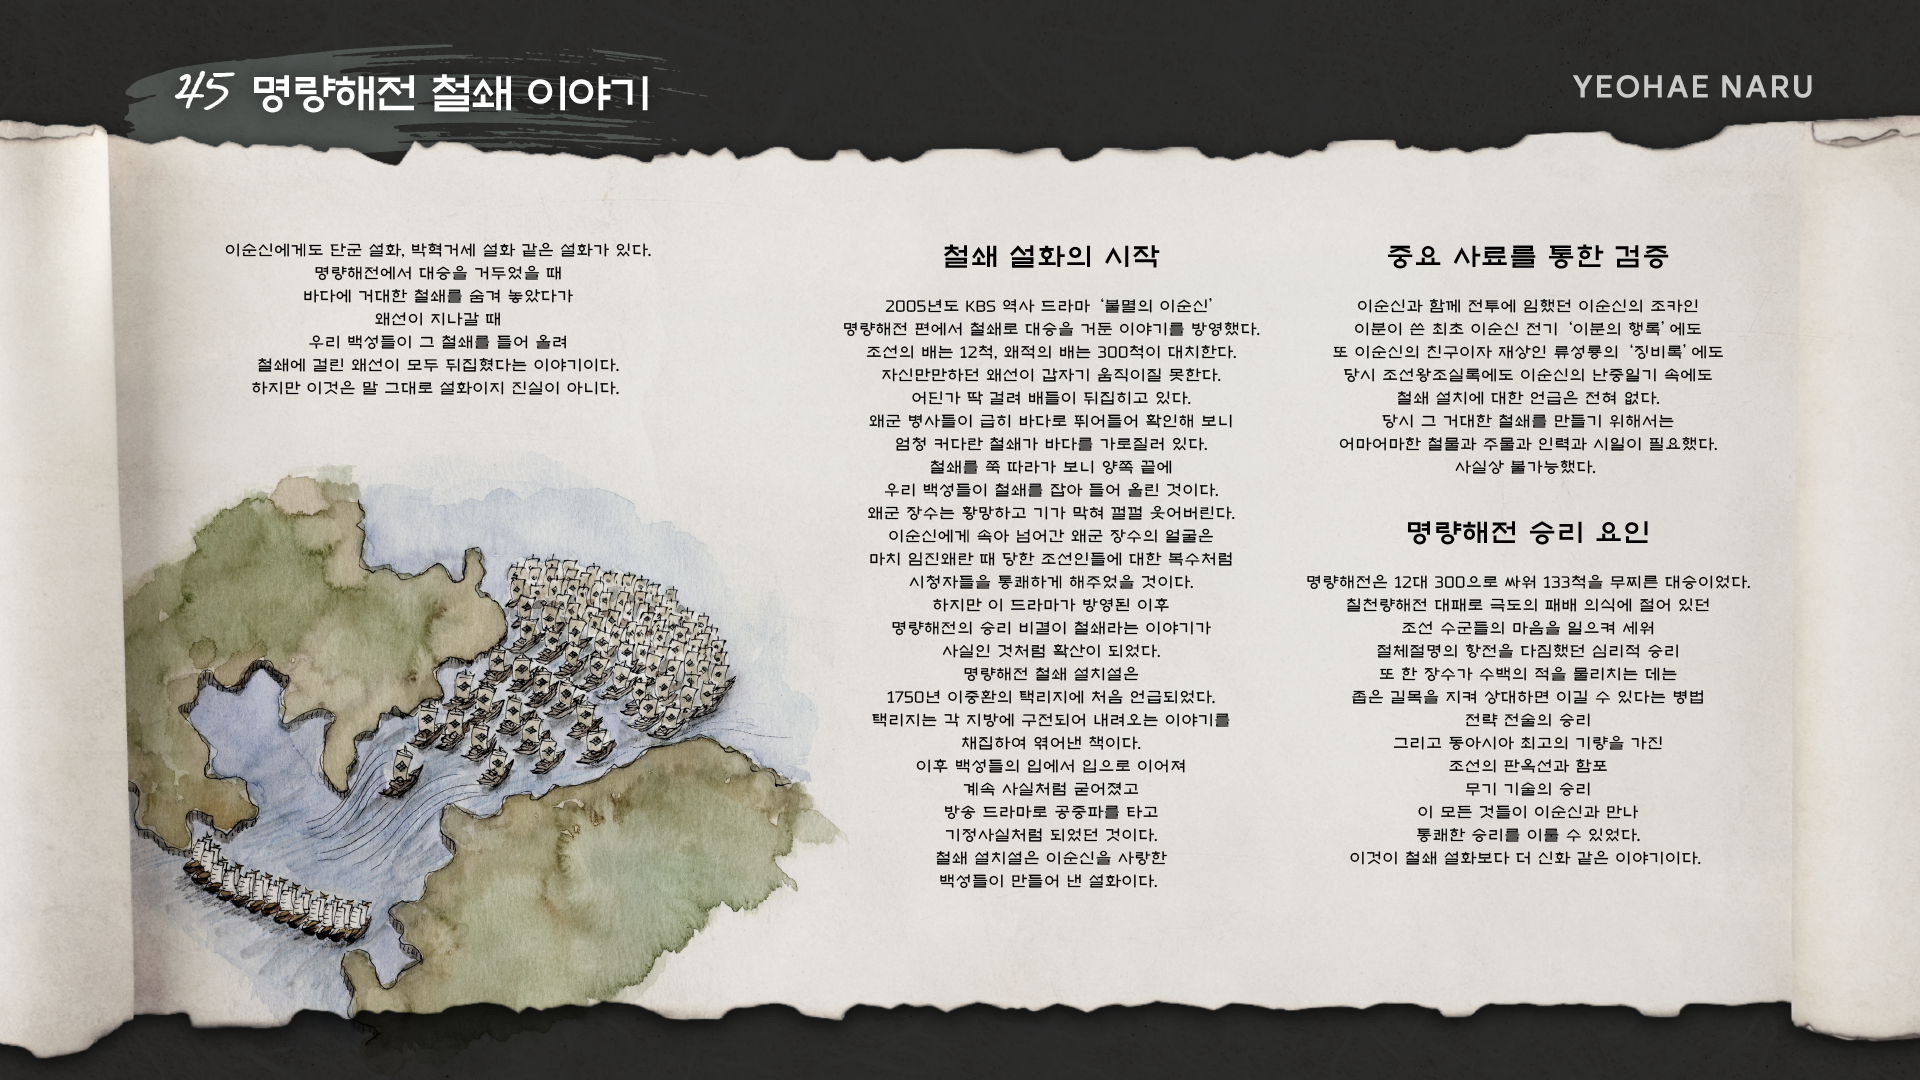 45 명량해전 철쇄 이야기
YEOHAE NARU
이순신에게도 단군 설화, 박혁거세 설화 같은 설화가 있다.
명량해전에서 대승을 거두었을 때
바다에 거대한 철쇄를 숨겨 놓았다가
왜선이 지나갈 때
우리 백성들이 그 철쇄를 들어 올려
철쇄에 걸린 왜선이 모두 뒤집혔다는 이야기이다.
하지만 이것은 말 그대로 설화이지 진실이 아니다.
철쇄 설화의 시작
2005년도 KBS 역사 드라마 ‘불멸의 이순신’
명량해전 편에서 철쇄로 대승을 거둔 이야기를 방영했다.
조선의 배는 12척, 왜적의 배는 300척이 대치한다.
자신만만하던 왜선이 갑자기 움직이질 못한다.
어딘가 딱 걸려 배들이 뒤집히고 있다.
왜군 병사들이 급히 바다로 뛰어들어 확인해 보니
엄청 커다란 철쇄가 바다를 가로질러 있다.
철쇄를 쭉 따라가 보니 양쪽 끝에
우리 백성들이 철쇄를 잡아 들어 올린 것이다.
왜군 장수는 황망하고 기가 막혀 껄껄 웃어버린다.
이순신에게 속아 넘어간 왜군 장수의 얼굴은
마치 임진왜란 때 당한 조선인들에 대한 복수처럼
시청자들을 통쾌하게 해주었을 것이다.
하지만 이 드라마가 방영된 이후
명량해전의 승리 비결이 철쇄라는 이야기가
사실인 것처럼 확산이 되었다.
명량해전 철쇄 설치설은
1750년 이중환의 택리지에 처음 언급되었다.
택리지는 각 지방에 구전되어 내려오는 이야기를
채집하여 엮어낸 책이다.
이후 백성들의 입에서 입으로 이어져
계속 사실처럼 굳어졌고
방송 드라마로 공중파를 타고
기정사실처럼 되었던 것이다.
철쇄 설치설은 이순신을 사랑한
백성들이 만들어 낸 설화이다.
중요 사료를 통한 검증
이순신과 함께 전투에 임했던 이순신의 조카인
이분이 쓴 최초 이순신 전기 ‘이분의 행록’ 에도
또 이순신의 친구이자 재상인 류성룡의 ‘징비록’ 에도
당시 조선왕조실록에도 이순신의 난중일기 속에도
철쇄 설치에 대한 언급은 전혀 없다.
당시 그 거대한 철쇄를 만들기 위해서는
어마어마한 철물과 주물과 인력과 시일이 필요했다.
사실상 불가능했다.
명량해전 승리 요인
명량해전은 12대 300으로 싸워 133척을 무찌른 대승이었다.
칠천량해전 대패로 극도의 패배 의식에 절어 있던
조선 수군들의 마음을 일으켜 세워
절체절명의 항전을 다짐했던 심리적 승리
또 한 장수가 수백의 적을 물리치는 데는
좁은 길목을 지켜 상대하면 이길 수 있다는 병법
전략 전술의 승리
그리고 동아시아 최고의 기량을 가진
조선의 판옥선과 함포
무기 기술의 승리
이 모든 것들이 이순신과 만나
통쾌한 승리를 이룰 수 있었다.
이것이 철쇄 설화보다 더 신화 같은 이야기이다.